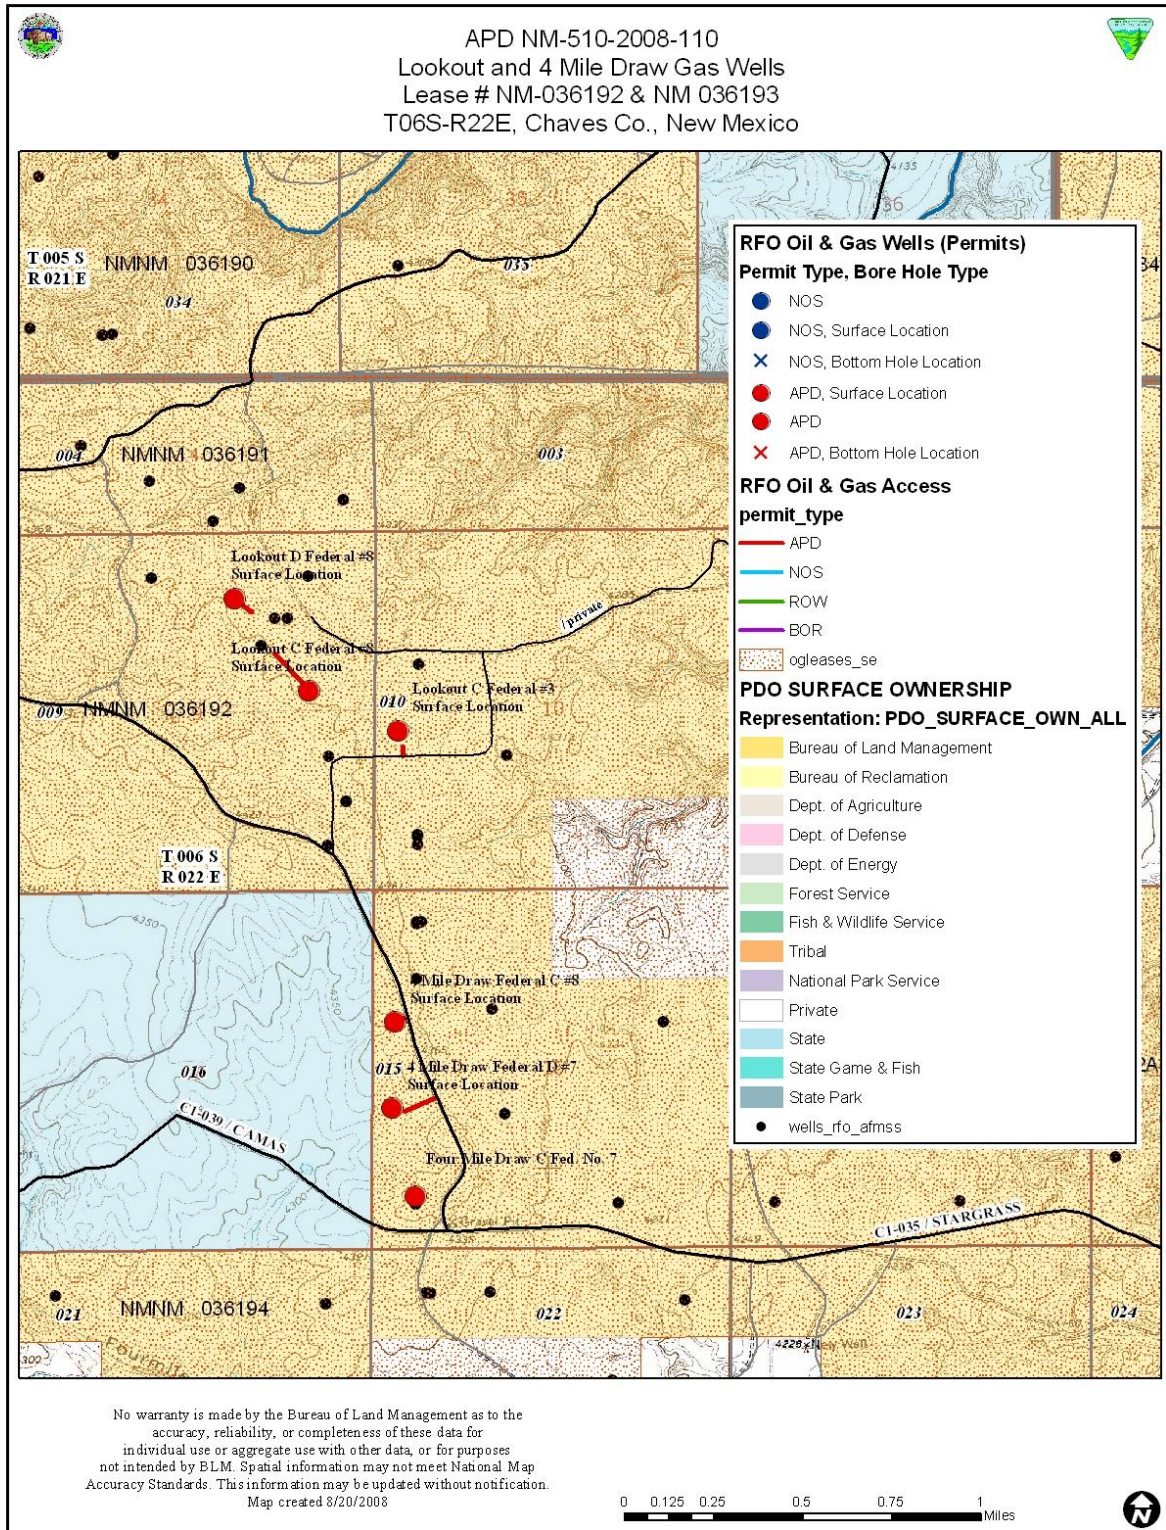 APD NM-510-2008-110
Lookout and 4 Mile Draw Gas Wells
Lease # NM-036192 & NM 036193
T06S-R22E, Chaves Co., New Mexico
34
35
36
4135
T 005 S
R 021 E
NMNM 036190
034
035
34
004
NMNM 036191
003
Lookout D Federal #8
Surface Location
/ private
Lookout C Federal #8
Surface Location
010
Lookout C Federal #3
Surface Location
10
009
NMNM 036192
T 006 S
R 022 E
4350
4350
Mile Draw Federal C #8
Surface Location
015
4 Mile Draw Federal D #7
Surface Location
016
C1-039 / CAMAS
4300
Four Mile Draw C Fed. No. 7
C1-035 / STARGRASS
021
NMNM 036194
022
023
024
4228
New Well
RFO Oil & Gas Wells (Permits)
Permit Type, Bore Hole Type
NOS
NOS, Surface Location
NOS, Bottom Hole Location
APD, Surface Location
APD
APD, Bottom Hole Location
RFO Oil & Gas Access
permit_type
APD
NOS
ROW
BOR
ogleases_se
PDO SURFACE OWNERSHIP
Representation: PDO_SURFACE_OWN_ALL
Bureau of Land Management
Bureau of Reclamation
Dept. of Agriculture
Dept. of Defense
Dept. of Energy
Forest Service
Fish & Wildlife Service
Tribal
National Park Service
Private
State
State Game & Fish
State Park
wells_rfo_afmss
No warranty is made by the Bureau of Land Management as to the
accuracy, reliability, or completeness of these data for
individual use or aggregate use with other data, or for purposes
not intended by BLM. Spatial information may not meet National Map
Accuracy Standards. This information may be updated without notification.
Map created 8/20/2008
0 0.125 0.25 0.5 0.75 1
Miles